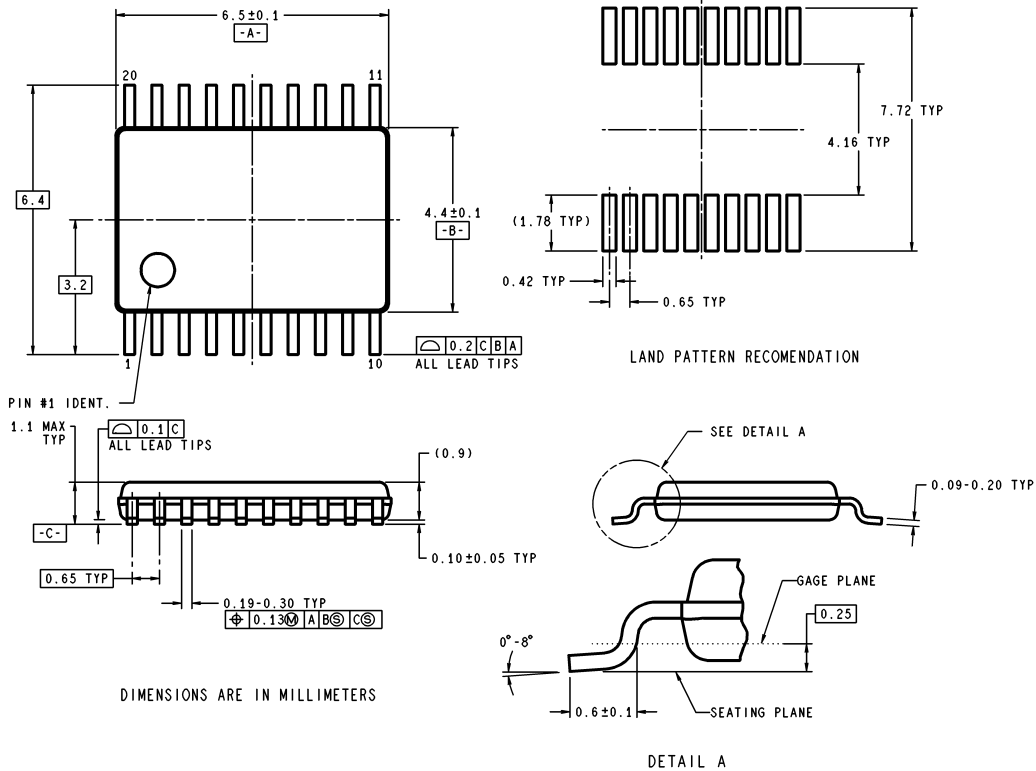 6.5±0.1
-A-
20
11
6.4
3.2
4.4±0.1
-B-
1
10
⌓ 0.2 C B A
ALL LEAD TIPS
PIN #1 IDENT.
7.72 TYP
4.16 TYP
(1.78 TYP)
0.42 TYP
0.65 TYP
LAND PATTERN RECOMENDATION
1.1 MAX
TYP
⌓ 0.1 C
ALL LEAD TIPS
(0.9)
-C-
0.10±0.05 TYP
0.65 TYP
0.19-0.30 TYP
⌖ 0.13Ⓜ A BⓈ CⓈ
DIMENSIONS ARE IN MILLIMETERS
SEE DETAIL A
0.09-0.20 TYP
GAGE PLANE
0.25
0°-8°
0.6±0.1
SEATING PLANE
DETAIL A